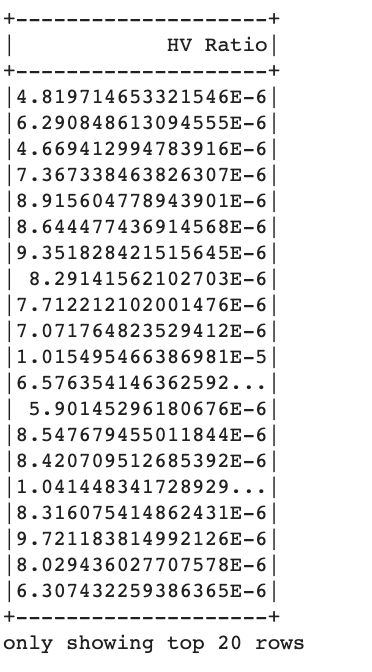 +--------------------+
|            HV Ratio|
+--------------------+
|4.819714653321546E-6|
|6.290848613094555E-6|
|4.669412994783916E-6|
|7.367338463826307E-6|
|8.915604778943901E-6|
|8.644477436914568E-6|
|9.351828421515645E-6|
| 8.29141562102703E-6|
|7.712212102001476E-6|
|7.071764823529412E-6|
|1.015495466386981E-5|
|6.576354146362592...|
| 5.90145296180676E-6|
|8.547679455011844E-6|
|8.420709512685392E-6|
|1.041448341728929...|
|8.316075414862431E-6|
|9.721183814992126E-6|
|8.029436027707578E-6|
|6.307432259386365E-6|
+--------------------+
only showing top 20 rows